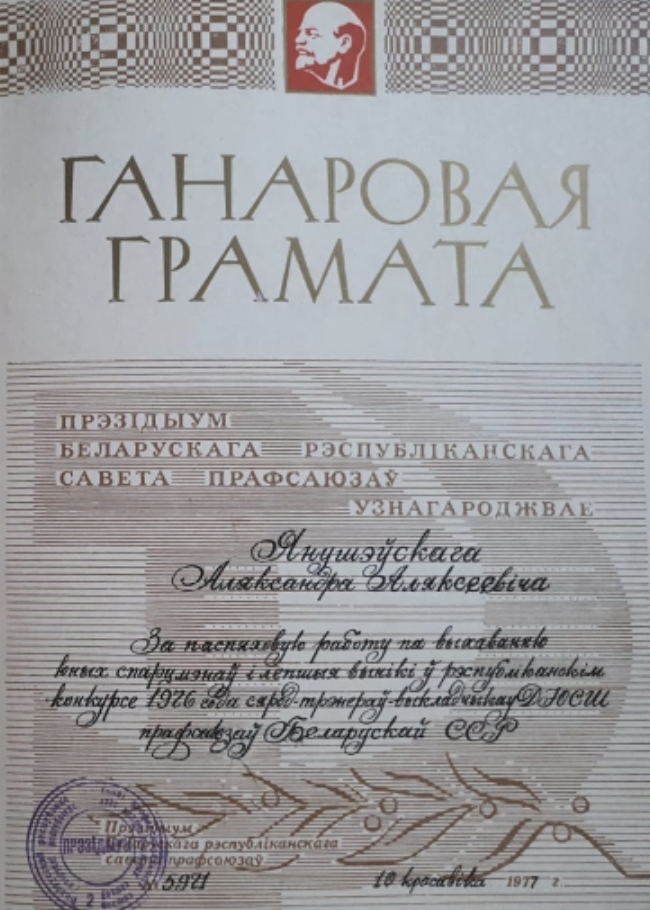 ГАНАРОВАЯ
ГРАМАТА
ПРЭЗІДЫУМ
БЕЛАРУСКАГА РЭСПУБЛІКАНСКАГА
САВЕТА ПРАФСАЮЗАЎ
УЗНАГАРОДЖВАЕ
Янушэўскага
Аляксандра Аляксеевіча
За паспяховую работу па выхаванню
юных спартсмэнаў і лепшыя вынікі ў рэспубліканскім
конкурсе 1976 года сярод трэнераў-выкладчыкаў ДЮСШ
прафсаюзаў Беларускай ССР
Прэзідыум
Беларускага рэспубліканскага
савета прафсаюзаў
5971 10 красавіка 1977 г.